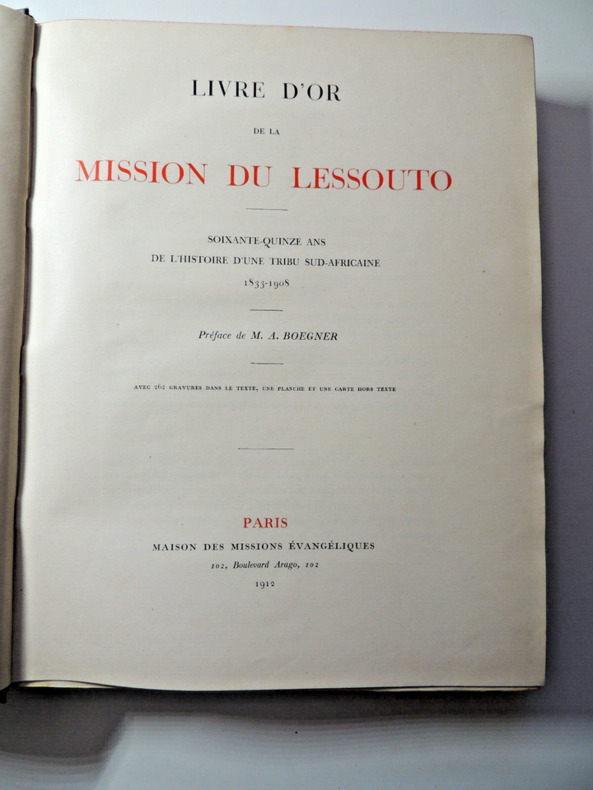 LIVRE D'OR
DE LA
MISSION DU LESSOUTO
SOIXANTE-QUINZE ANS
DE L'HISTOIRE D'UNE TRIBU SUD-AFRICAINE
1833-1908
Préface de M. A. BOEGNER
AVEC 262 GRAVURES DANS LE TEXTE, UNE PLANCHE ET UNE CARTE HORS TEXTE
PARIS
MAISON DES MISSIONS ÉVANGÉLIQUES
102, Boulevard Arago, 102
1912